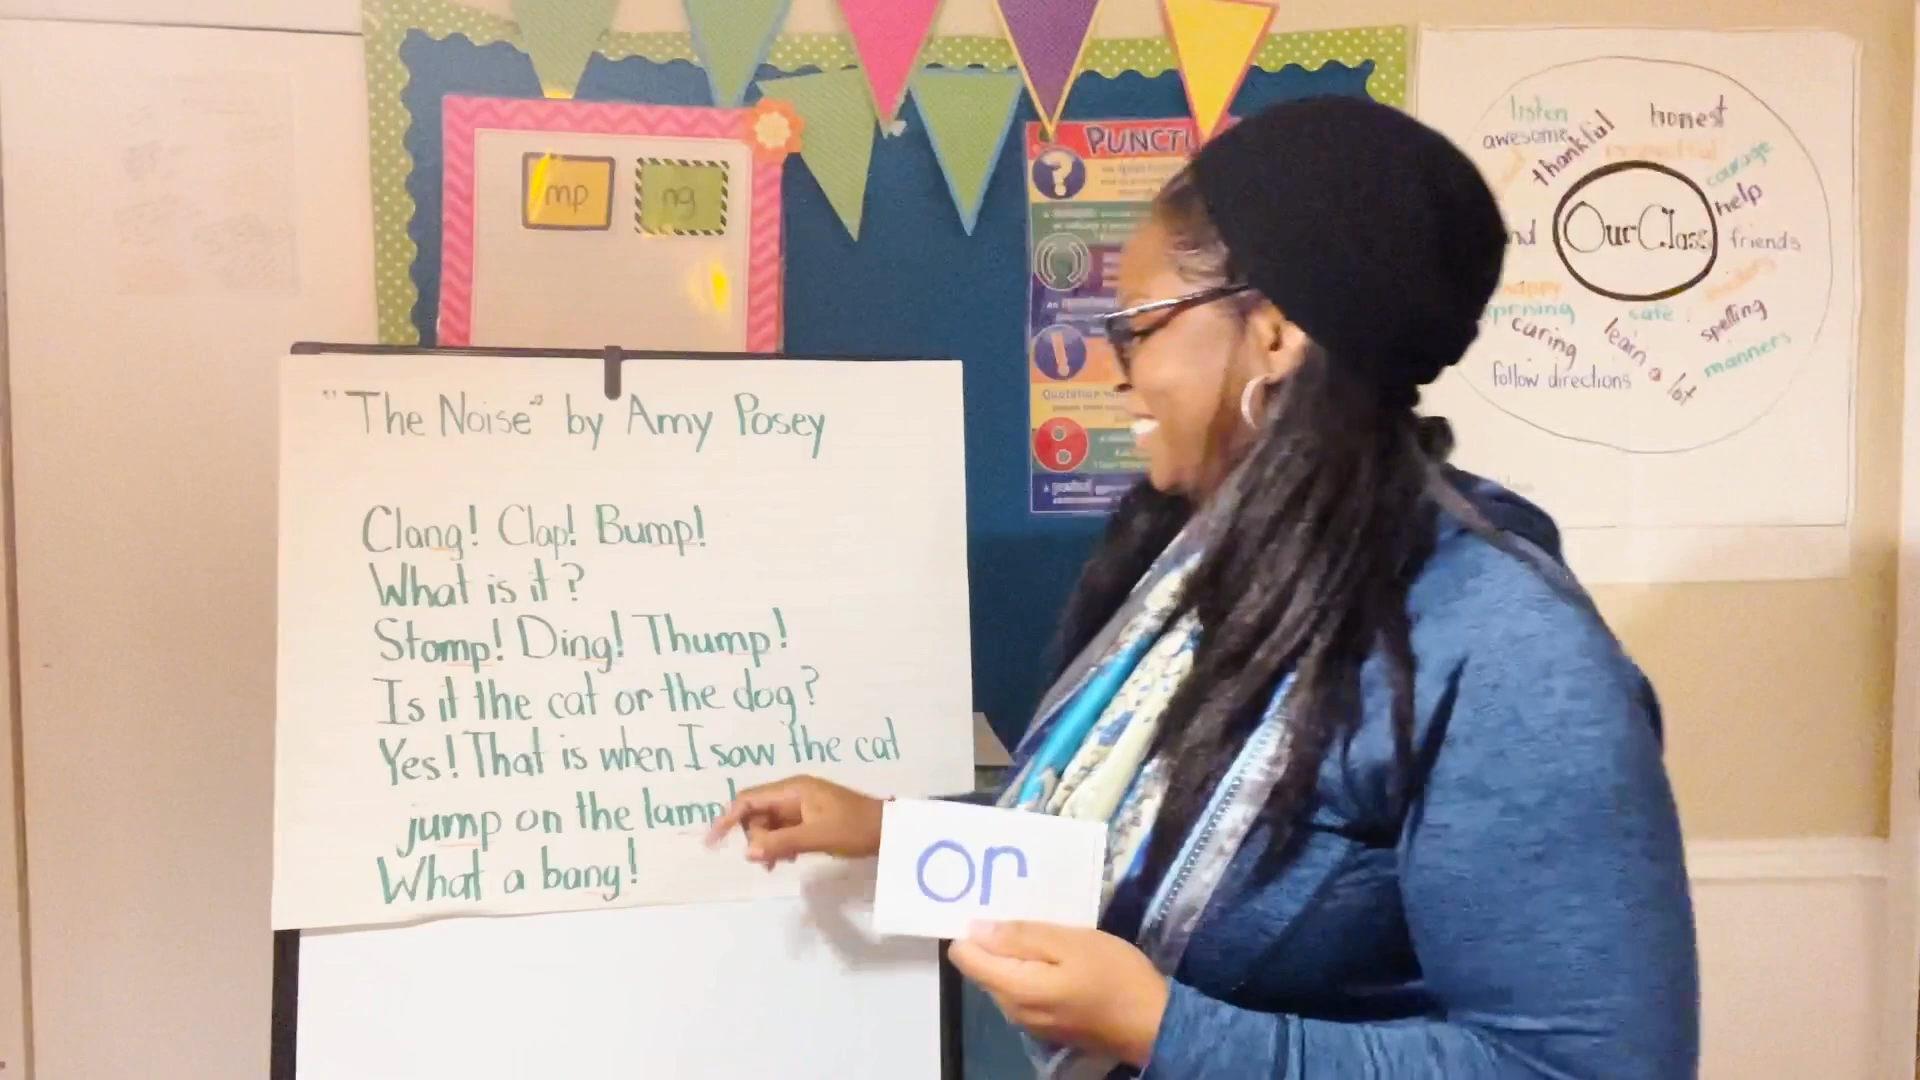 mp
ng
PUNCTU
"The Noise" by Amy Posey
Clang! Clap! Bump!
What is it?
Stomp! Ding! Thump!
Is it the cat or the dog?
Yes! That is when I saw the cat
jump on the lamp!
What a bang!
or
Our Class
listen
awesome
thankful
honest
courage
help
friends
spelling
manners
learn a lot
safe
happy
caring
follow directions